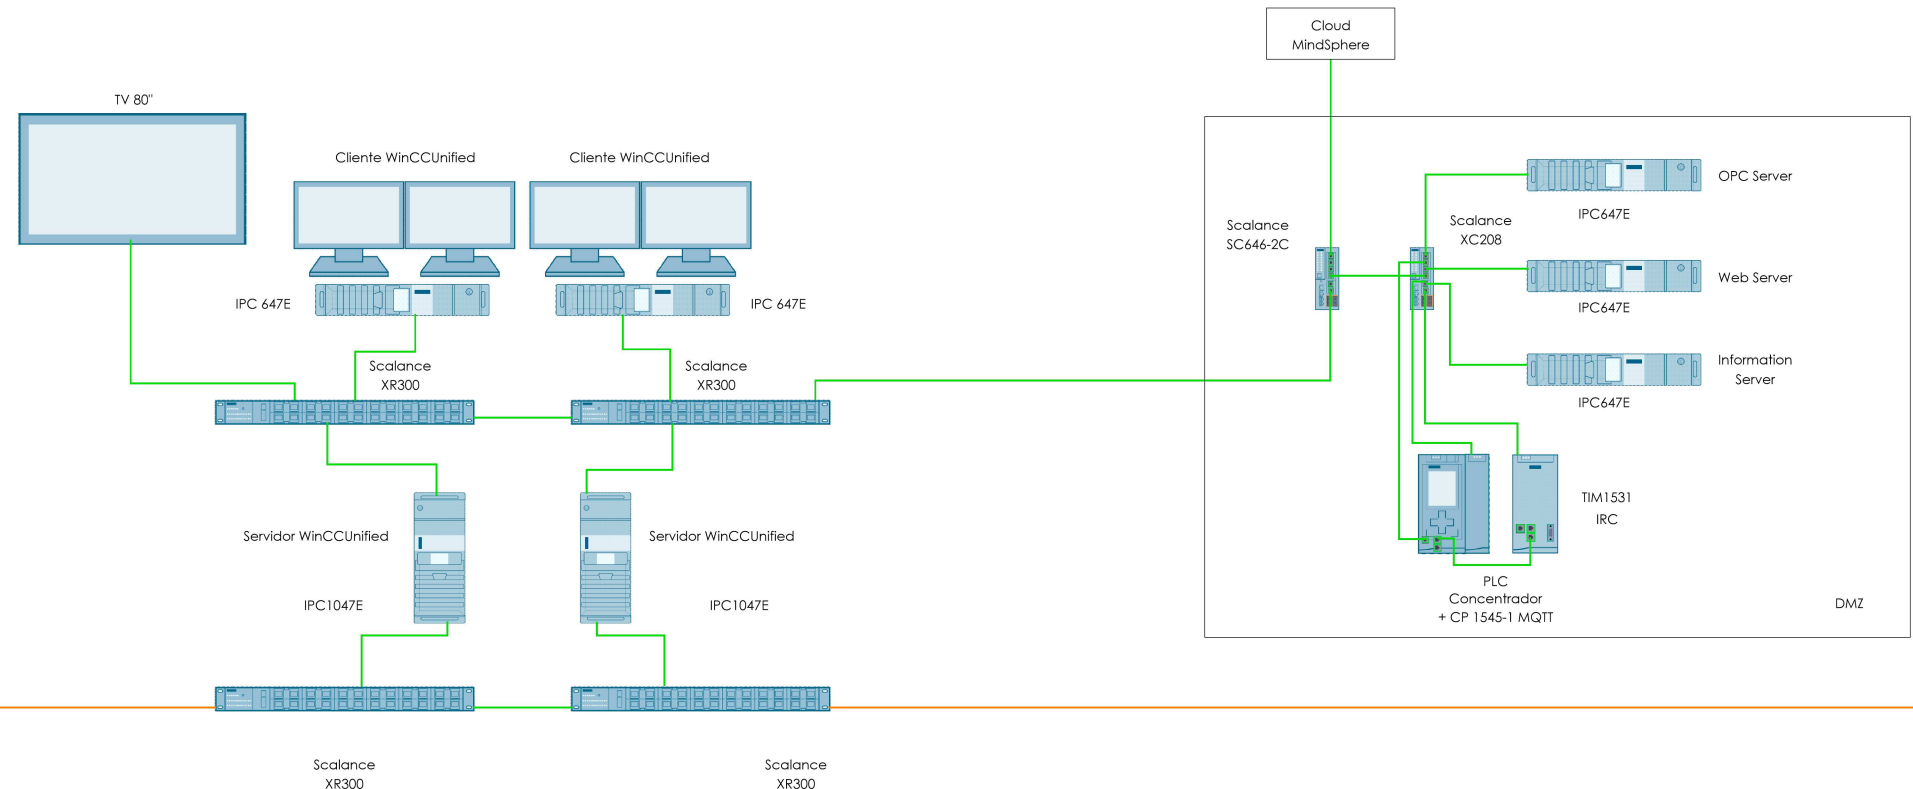 Cloud
MindSphere
TV 80"
Cliente WinCCUnified
Cliente WinCCUnified
OPC Server
IPC647E
Scalance
SC646-2C
Scalance
XC208
Web Server
IPC647E
IPC 647E
IPC 647E
Scalance
XR300
Scalance
XR300
Information
Server
IPC647E
TIM1531
IRC
Servidor WinCCUnified
Servidor WinCCUnified
PLC
Concentrador
+ CP 1545-1 MQTT
IPC1047E
IPC1047E
DMZ
Scalance
XR300
Scalance
XR300